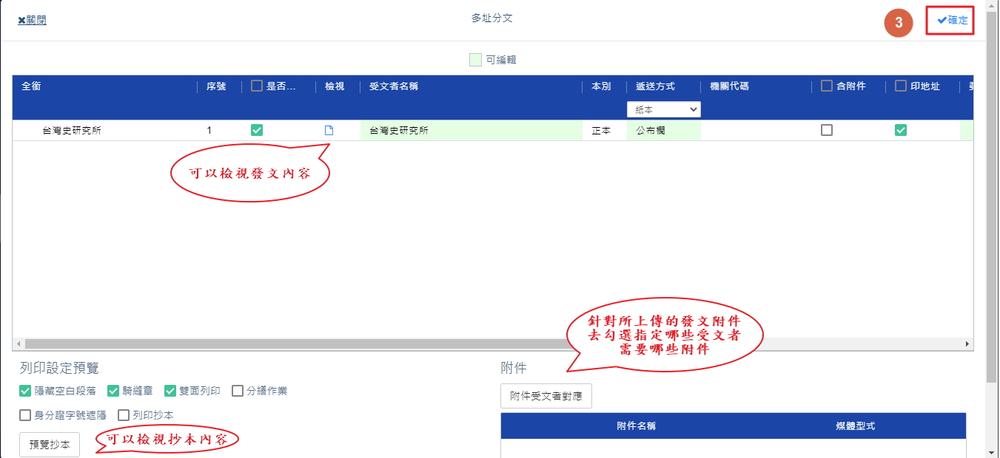 ✖關閉
多址分文
3
✔確定
可編輯
全銜 序號 是否... 檢視 受文者名稱 本別 遞送方式 機關代碼 含附件 印地址
紙本
台灣史研究所 1 台灣史研究所 正本 公布欄
可以檢視發文內容
針對所上傳的發文附件
去勾選指定哪些受文者
需要哪些附件
列印設定預覽
隱藏空白段落 騎縫章 雙面列印 分繕作業
身分證字號遮隱 列印抄本
預覽抄本
可以檢視抄本內容
附件
附件受文者對應
附件名稱 媒體型式